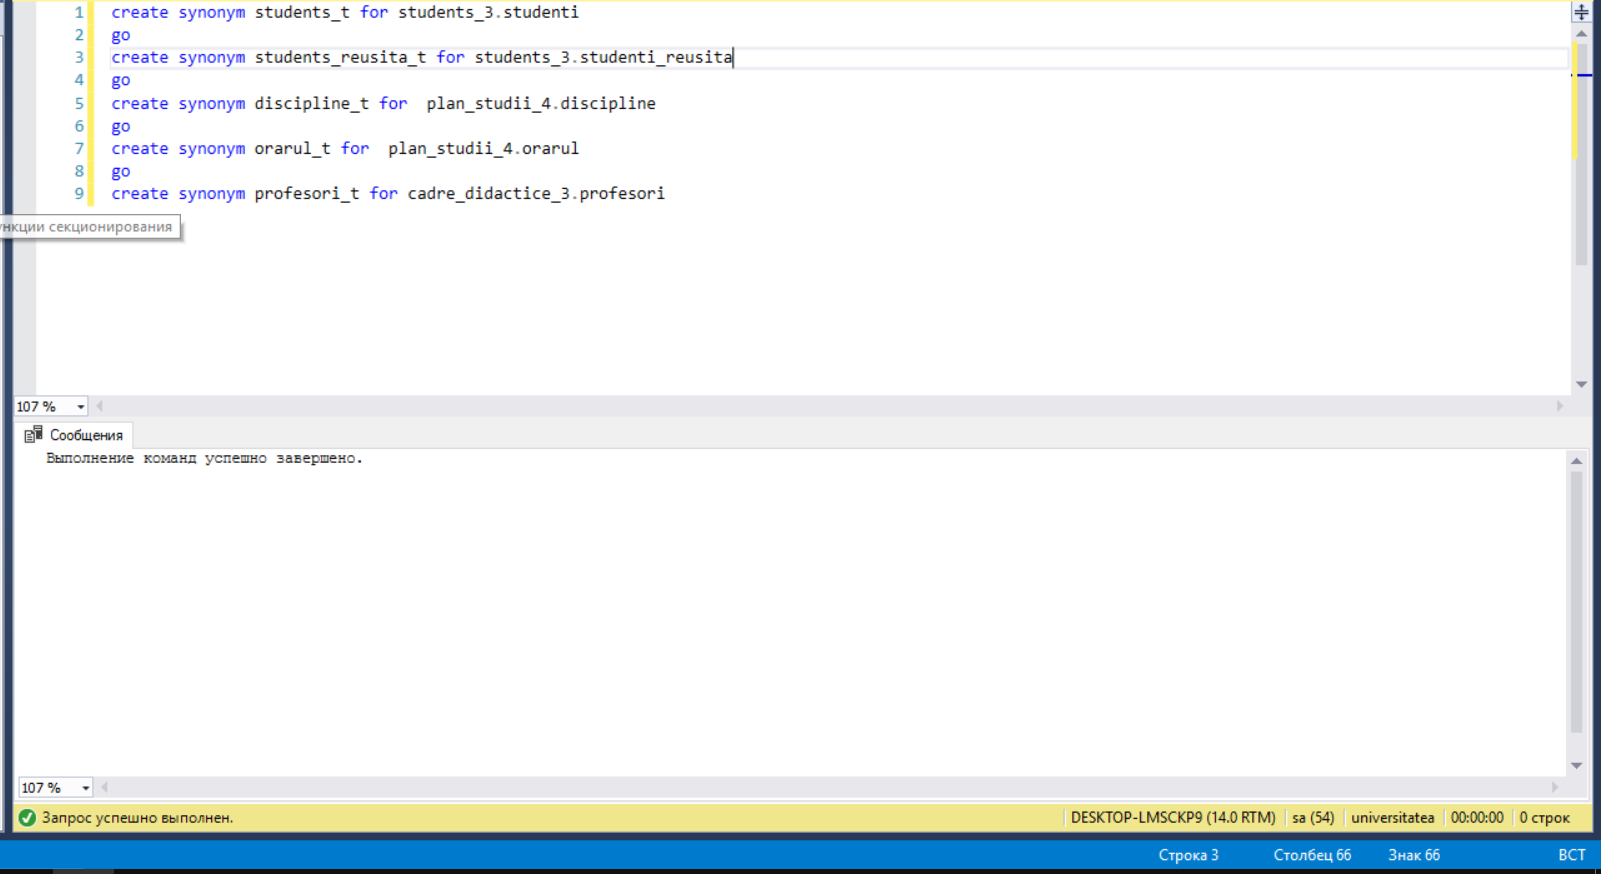 1 create synonym students_t for students_3.studenti
2 go
3 create synonym students_reusita_t for students_3.studenti_reusita
4 go
5 create synonym discipline_t for  plan_studii_4.discipline
6 go
7 create synonym orarul_t for  plan_studii_4.orarul
8 go
9 create synonym profesori_t for cadre_didactice_3.profesori
нкции секционирования
107 %
Сообщения
Выполнение команд успешно завершено.
107 %
Запрос успешно выполнен. DESKTOP-LMSCKP9 (14.0 RTM) sa (54) universitatea 00:00:00 0 строк
Строка 3 Столбец 66 Знак 66 ВСТ